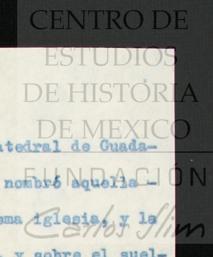 CENTRO DE
ESTUDIOS
DE HISTORIA
DE MEXICO
FUNDACIÓN
Carlos Slim
atedral de Guada-
nombró aquella -
ma iglesia, y la
y sobre el suel-